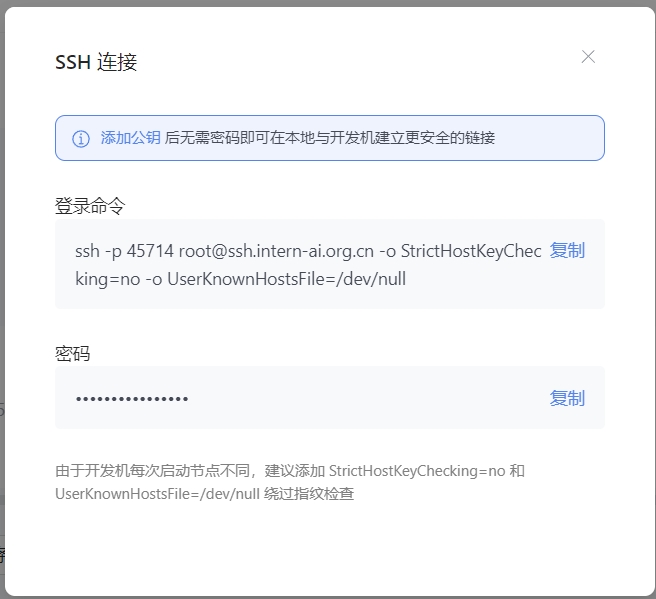 SSH 连接
添加公钥 后无需密码即可在本地与开发机建立更安全的链接
登录命令
ssh -p 45714 root@ssh.intern-ai.org.cn -o StrictHostKeyChec
复制
king=no -o UserKnownHostsFile=/dev/null
密码
••••••••••••••••
复制
由于开发机每次启动节点不同，建议添加 StrictHostKeyChecking=no 和
UserKnownHostsFile=/dev/null 绕过指纹检查